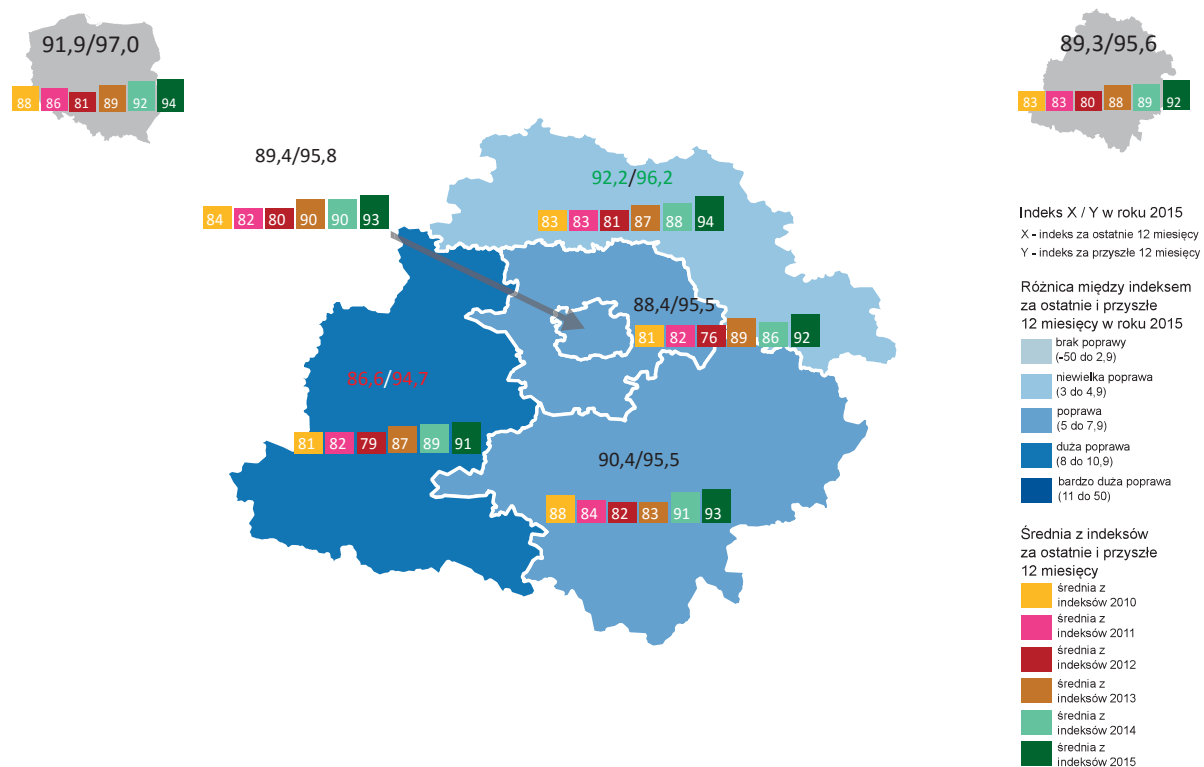 91,9/97,0
88 86 81 89 92 94
89,3/95,6
83 83 80 88 89 92
89,4/95,8
84 82 80 90 90 93
92,2/96,2
83 83 81 87 88 94
88,4/95,5
81 82 76 89 86 92
86,6/94,7
81 82 79 87 89 91
90,4/95,5
88 84 82 83 91 93
Indeks X / Y w roku 2015
X - indeks za ostatnie 12 miesięcy
Y - indeks za przyszłe 12 miesięcy
Różnica między indeksem
za ostatnie i przyszłe
12 miesięcy w roku 2015
brak poprawy
(-50 do 2,9)
niewielka poprawa
(3 do 4,9)
poprawa
(5 do 7,9)
duża poprawa
(8 do 10,9)
bardzo duża poprawa
(11 do 50)
Średnia z indeksów
za ostatnie i przyszłe
12 miesięcy
średnia z
indeksów 2010
średnia z
indeksów 2011
średnia z
indeksów 2012
średnia z
indeksów 2013
średnia z
indeksów 2014
średnia z
indeksów 2015